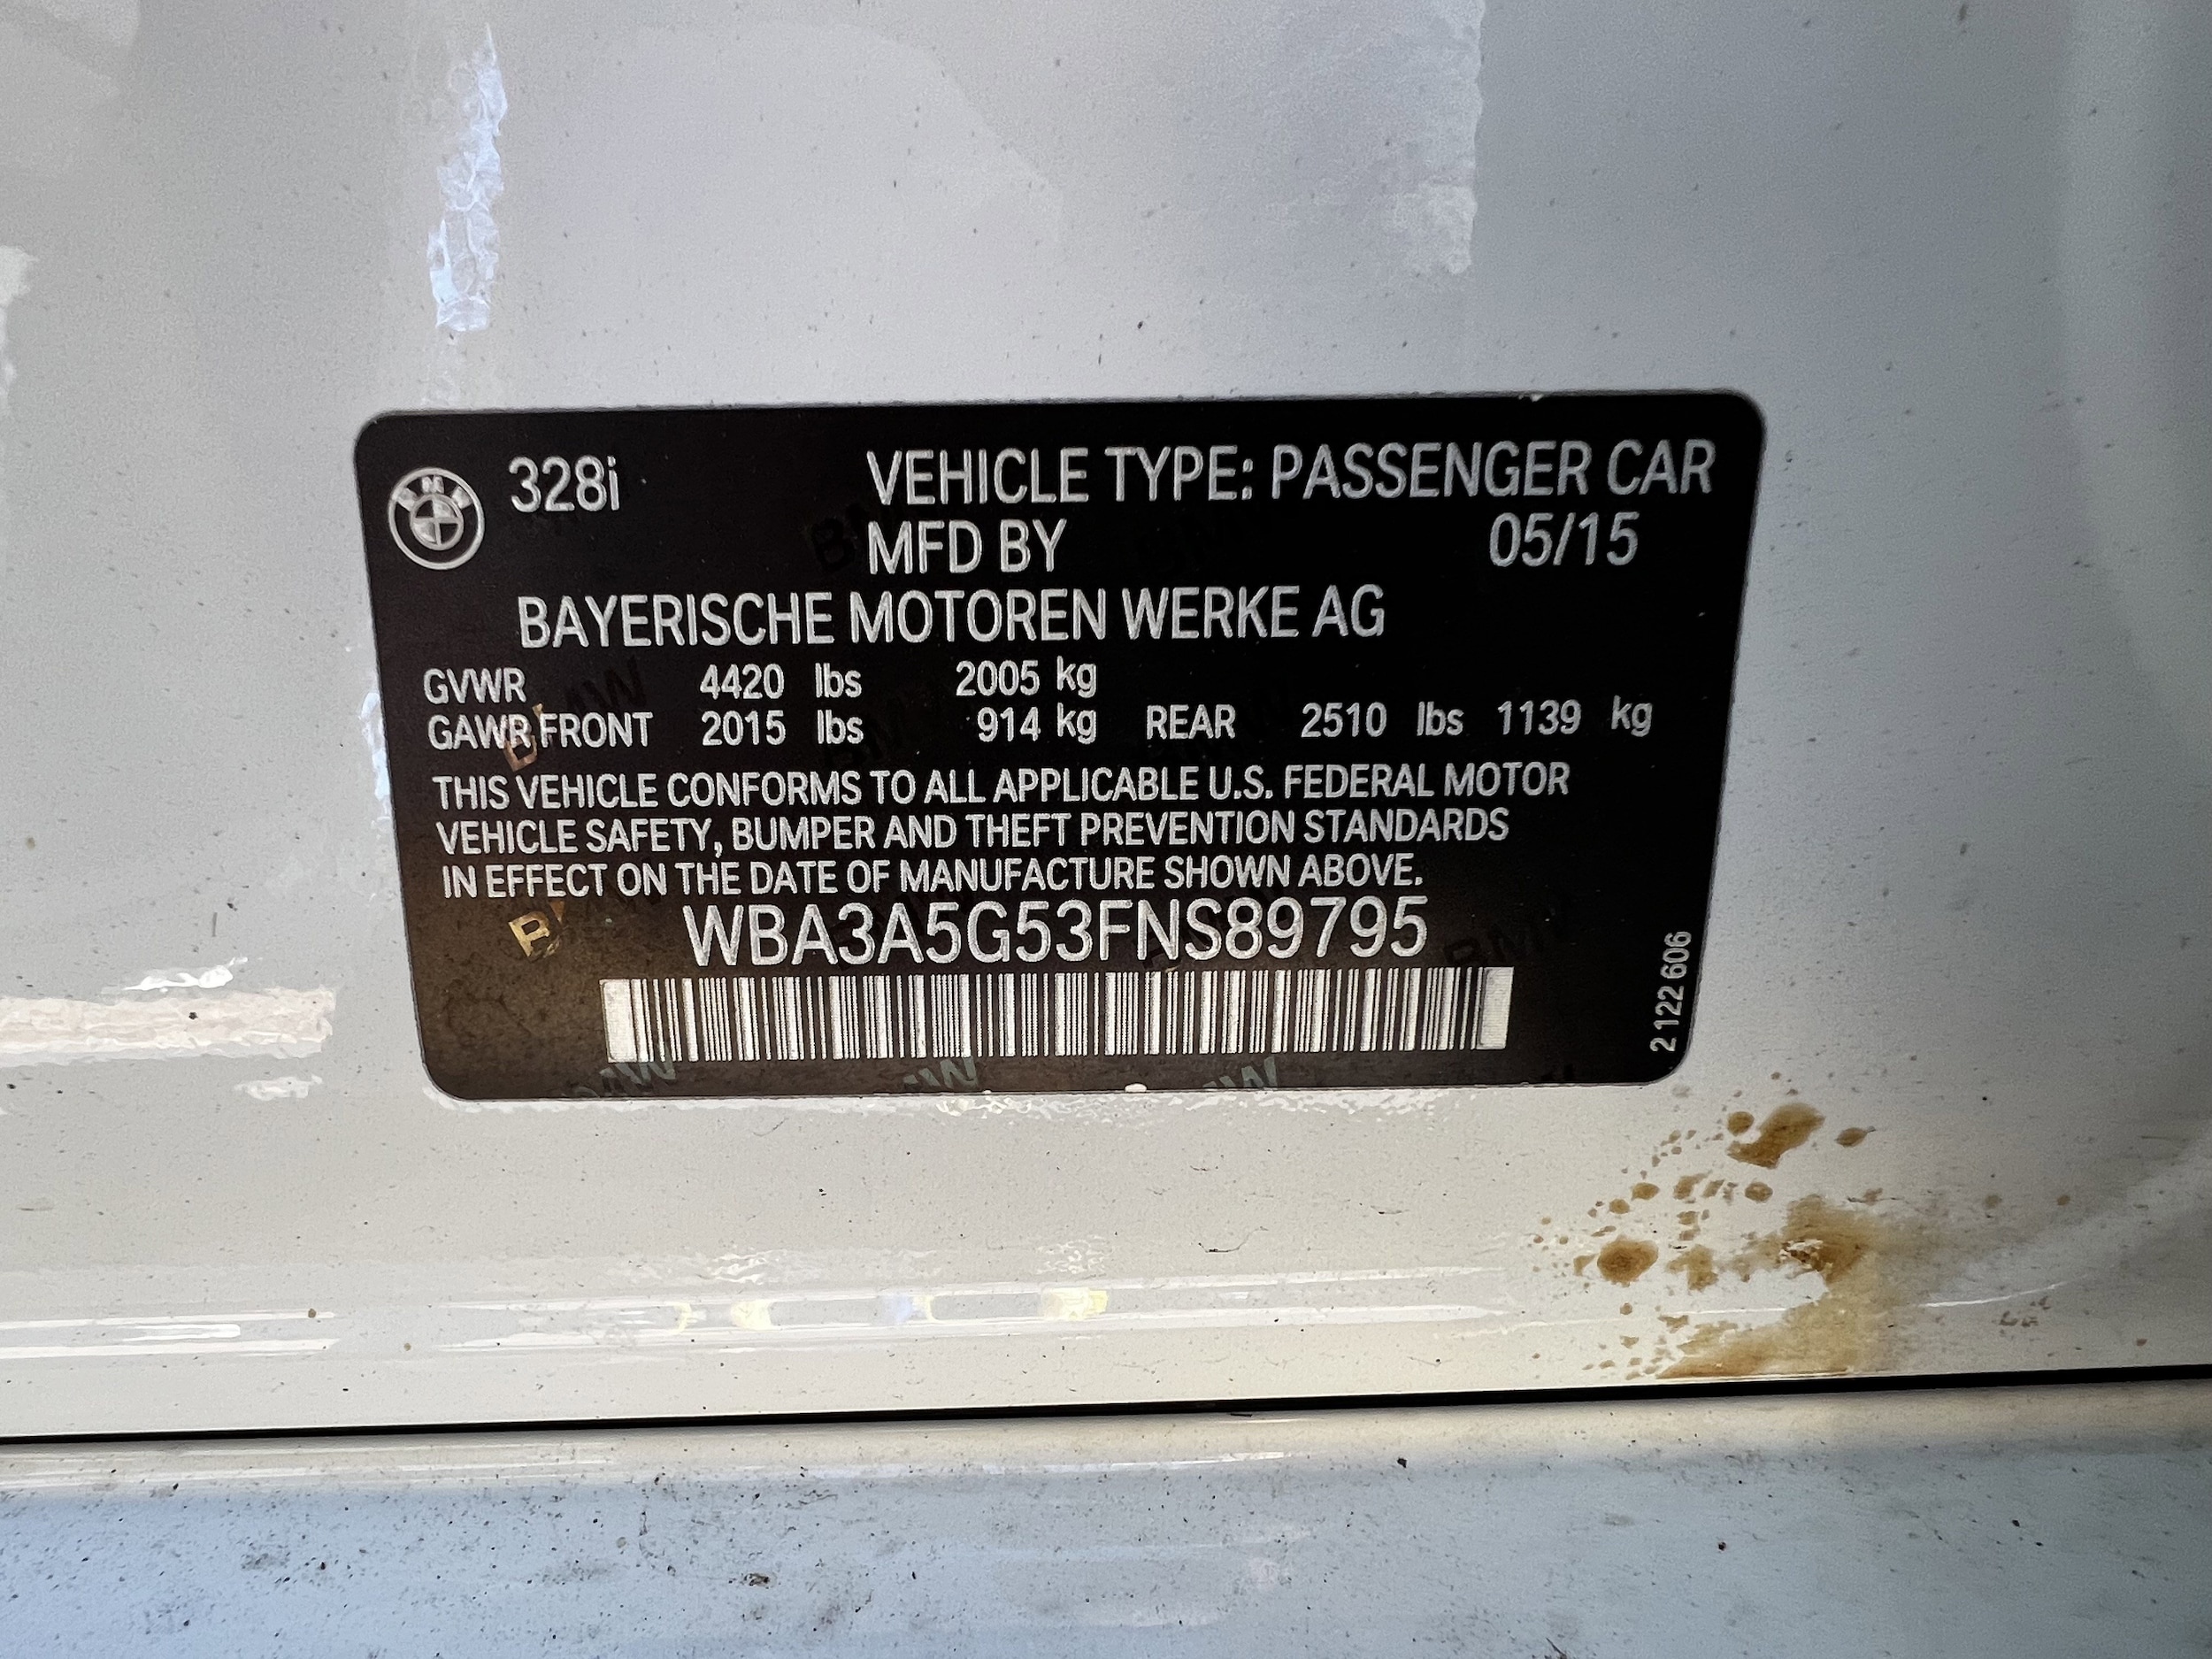 328i VEHICLE TYPE: PASSENGER CAR
MFD BY 05/15
BAYERISCHE MOTOREN WERKE AG
GVWR 4420 lbs 2005 kg
GAWR FRONT 2015 lbs 914 kg REAR 2510 lbs 1139 kg
THIS VEHICLE CONFORMS TO ALL APPLICABLE U.S. FEDERAL MOTOR
VEHICLE SAFETY, BUMPER AND THEFT PREVENTION STANDARDS
IN EFFECT ON THE DATE OF MANUFACTURE SHOWN ABOVE.
WBA3A5G53FNS89795
2 122 606